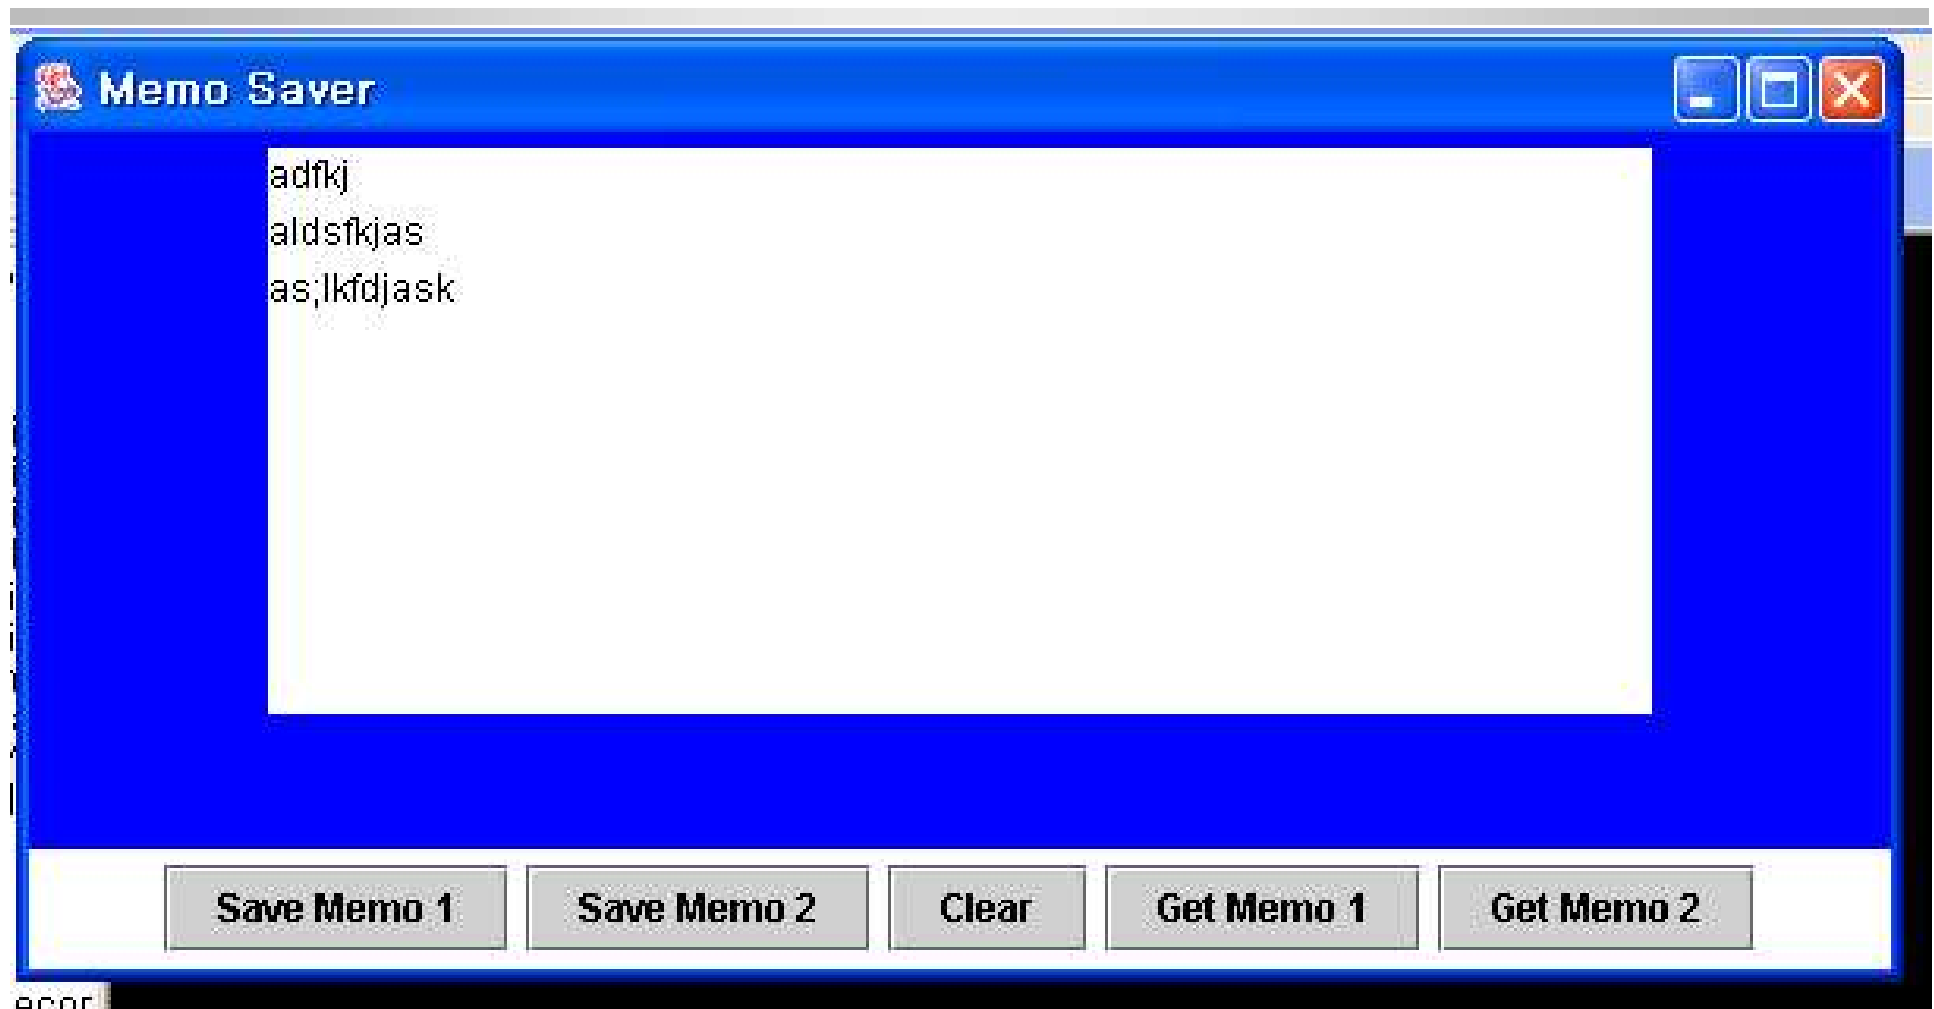 Memo Saver
adfkj
aldsfkjas
as;lkfdjask
Save Memo 1 Save Memo 2 Clear Get Memo 1 Get Memo 2